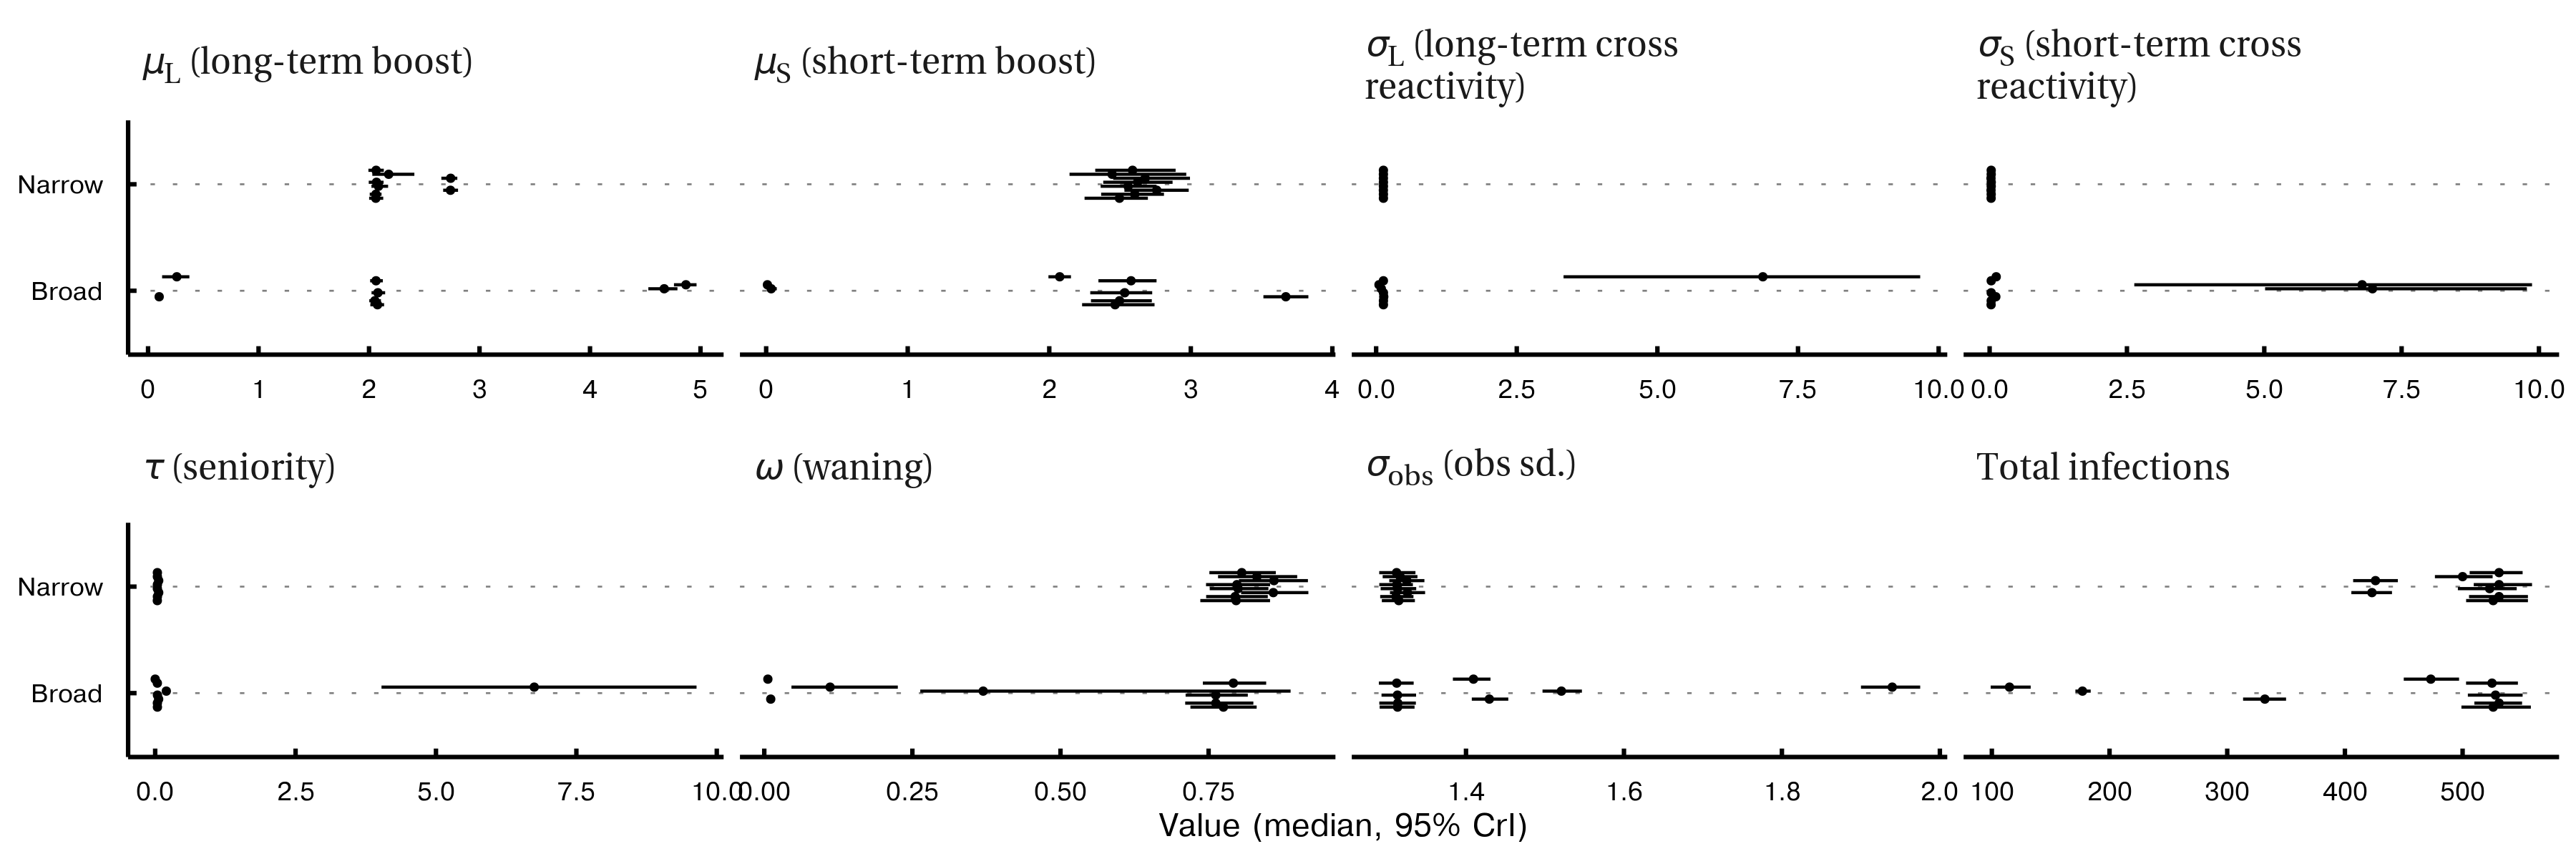 μL (long-term boost) μS (short-term boost) σL (long-term cross reactivity) σS (short-term cross reactivity)
Narrow
Broad
0 1 2 3 4 5 0 1 2 3 4 0.0 2.5 5.0 7.5 10.0 0.0 2.5 5.0 7.5 10.0
τ (seniority) ω (waning) σobs (obs sd.) Total infections
Narrow
Broad
0.0 2.5 5.0 7.5 10.0 0.00 0.25 0.50 0.75 1.4 1.6 1.8 2.0 100 200 300 400 500
Value (median, 95% CrI)